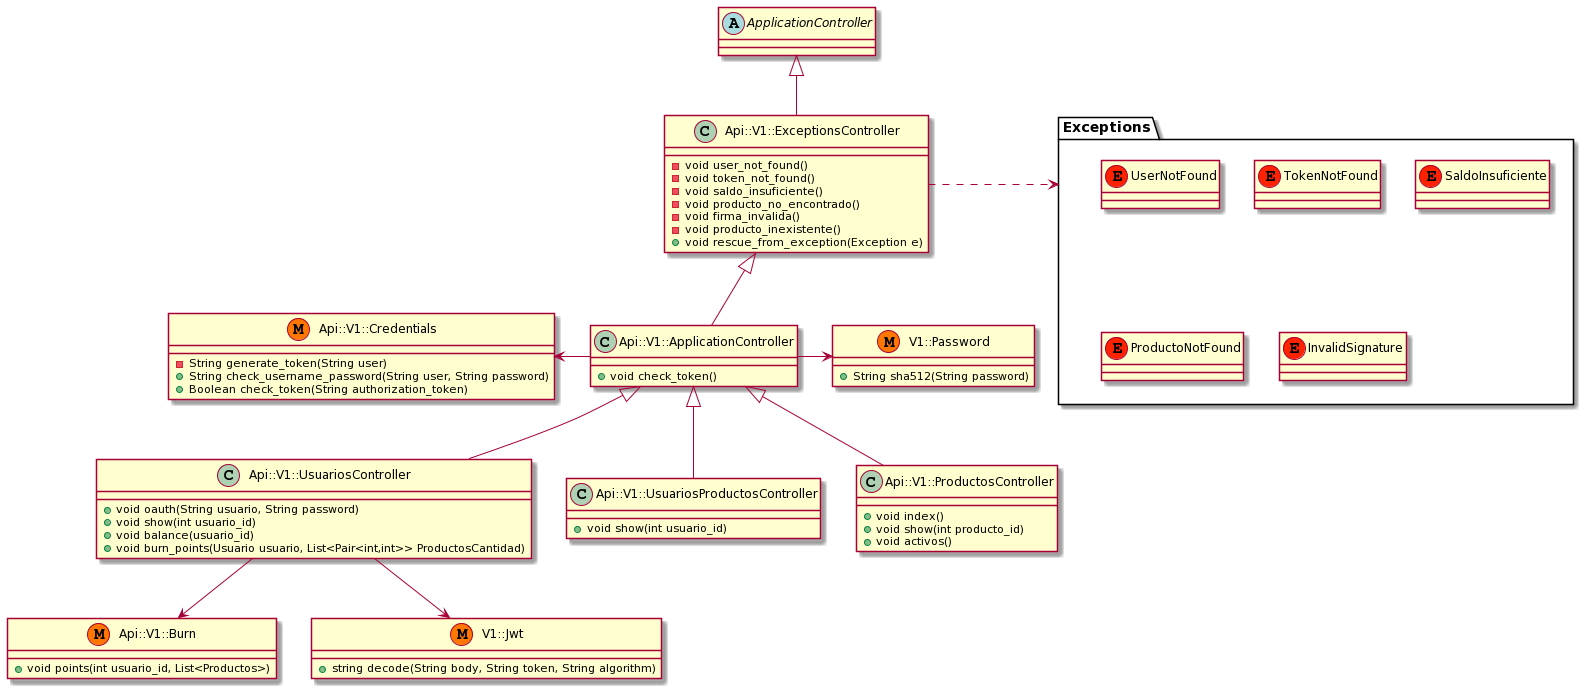 A ApplicationController
C Api::V1::ExceptionsController
void user_not_found()
void token_not_found()
void saldo_insuficiente()
void producto_no_encontrado()
void firma_invalida()
void producto_inexistente()
void rescue_from_exception(Exception e)
Exceptions
E UserNotFound
E TokenNotFound
E SaldoInsuficiente
E ProductoNotFound
E InvalidSignature
M Api::V1::Credentials
String generate_token(String user)
String check_username_password(String user, String password)
Boolean check_token(String authorization_token)
C Api::V1::ApplicationController
void check_token()
M V1::Password
String sha512(String password)
C Api::V1::UsuariosController
void oauth(String usuario, String password)
void show(int usuario_id)
void balance(usuario_id)
void burn_points(Usuario usuario, List<Pair<int,int>> ProductosCantidad)
C Api::V1::UsuariosProductosController
void show(int usuario_id)
C Api::V1::ProductosController
void index()
void show(int producto_id)
void activos()
M Api::V1::Burn
void points(int usuario_id, List<Productos>)
M V1::Jwt
string decode(String body, String token, String algorithm)